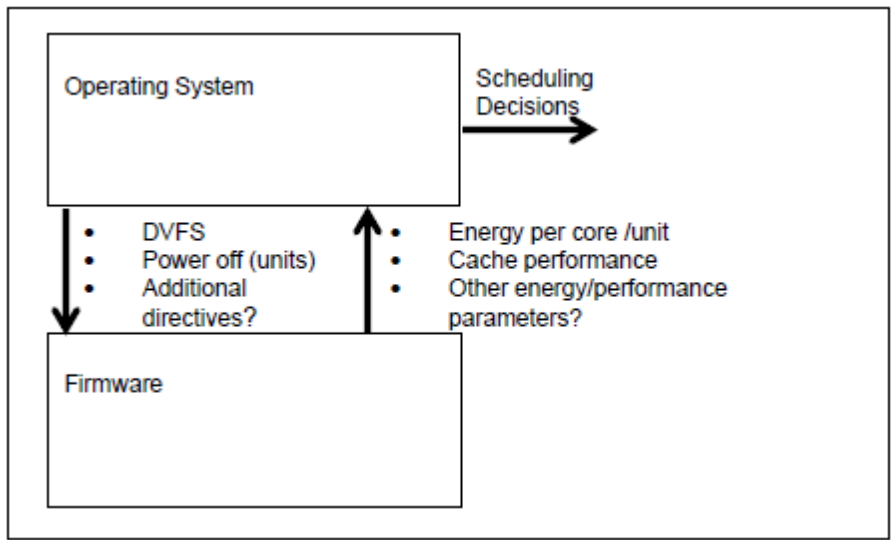 Operating System
Scheduling
Decisions
• DVFS
• Power off (units)
• Additional
directives?
• Energy per core /unit
• Cache performance
• Other energy/performance
parameters?
Firmware